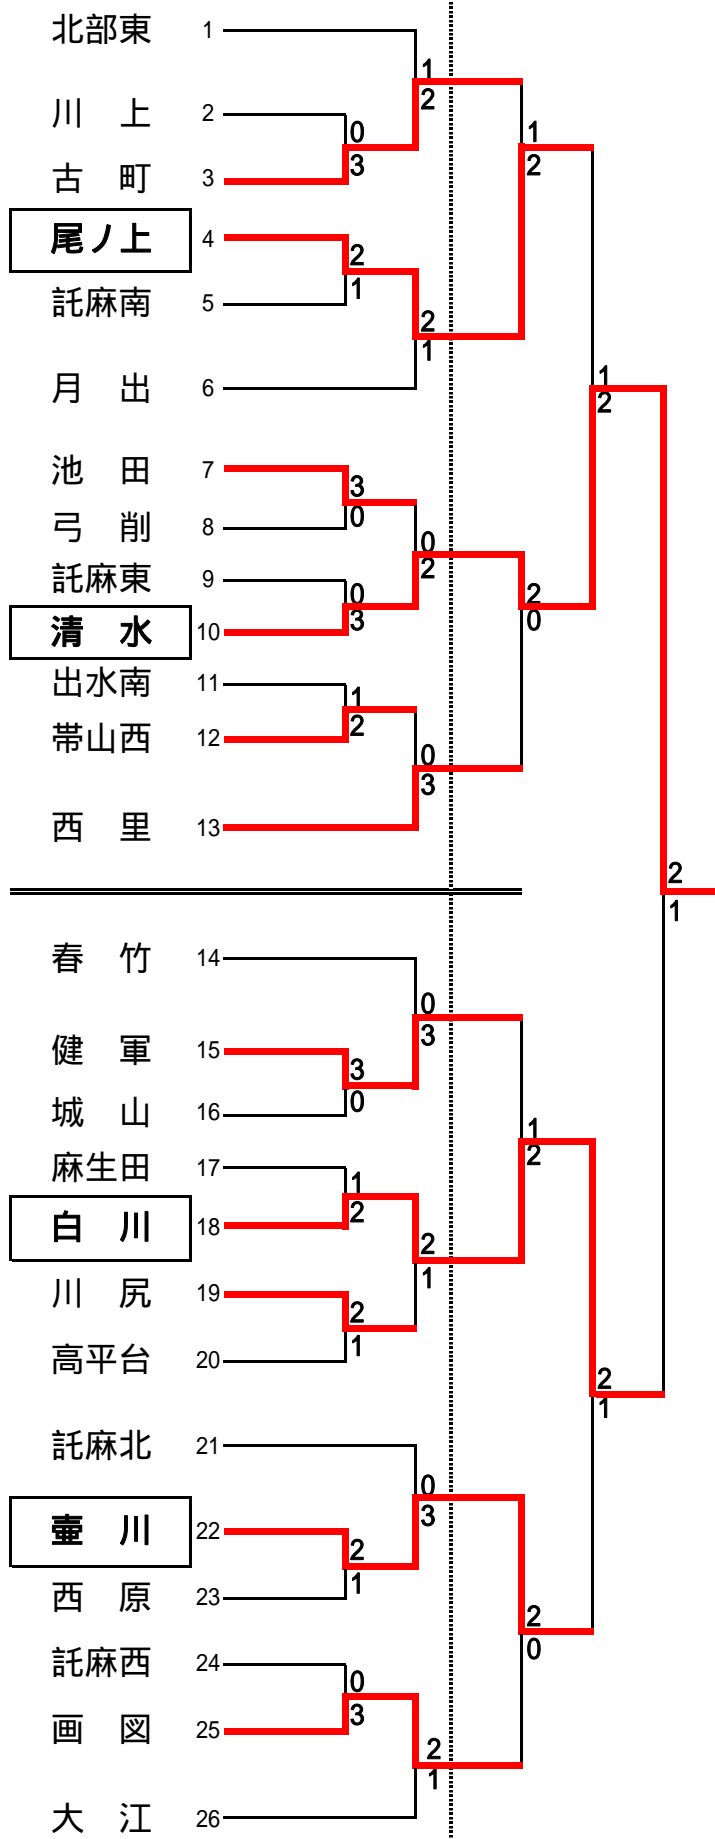 北部東 1
1
2
川 上 2
0
3
古 町 3
1
2
尾ノ上 4
2
1
託麻南 5
2
1
月 出 6
1
2
池 田 7
3
0
弓 削 8
0
2
託麻東 9
0
3
清 水 10
2
0
出水南 11
1
2
帯山西 12
0
3
西 里 13
2
1
春 竹 14
0
3
健 軍 15
3
0
城 山 16
1
2
麻生田 17
1
2
白 川 18
2
1
川 尻 19
2
1
高平台 20
2
1
託麻北 21
0
3
壷 川 22
2
1
西 原 23
2
0
託麻西 24
0
3
画 図 25
2
1
大 江 26